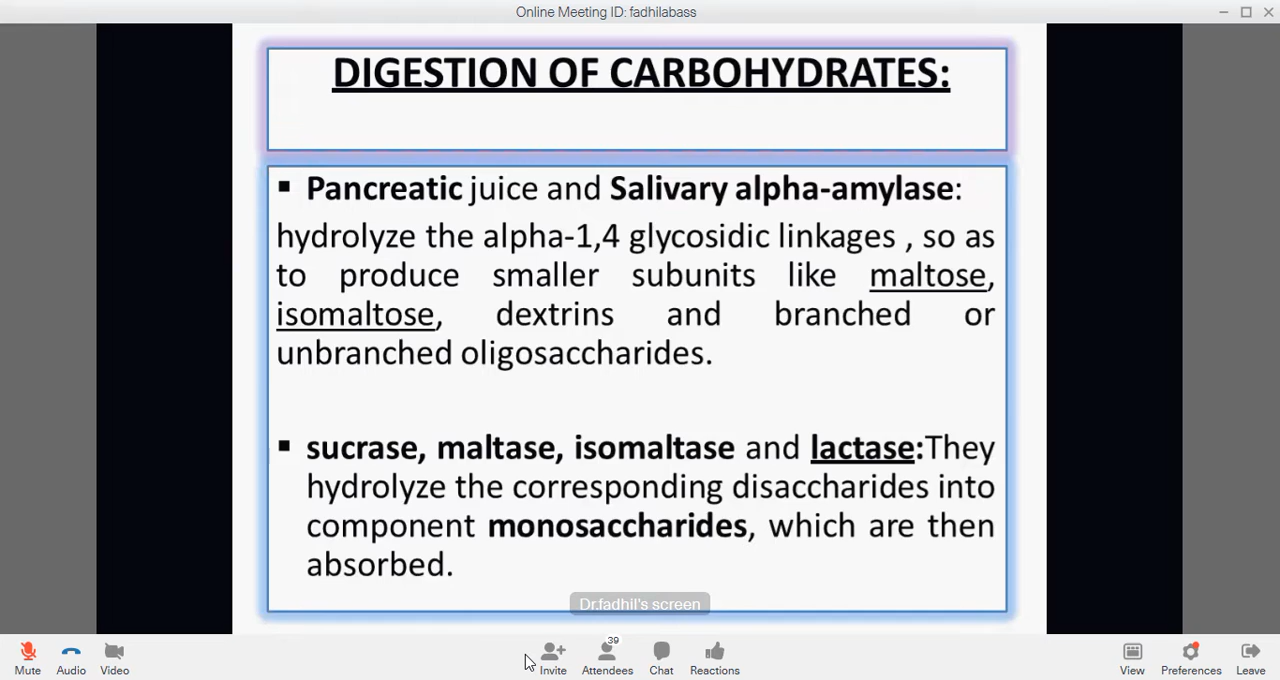 Online Meeting ID: fadhilabass
DIGESTION OF CARBOHYDRATES:
▪ Pancreatic juice and Salivary alpha-amylase:
hydrolyze the alpha-1,4 glycosidic linkages , so as
to produce smaller subunits like maltose,
isomaltose, dextrins and branched or
unbranched oligosaccharides.
▪ sucrase, maltase, isomaltase and lactase:They
hydrolyze the corresponding disaccharides into
component monosaccharides, which are then
absorbed.
Dr.fadhil's screen
39
Mute Audio Video Invite Attendees Chat Reactions View Preferences Leave